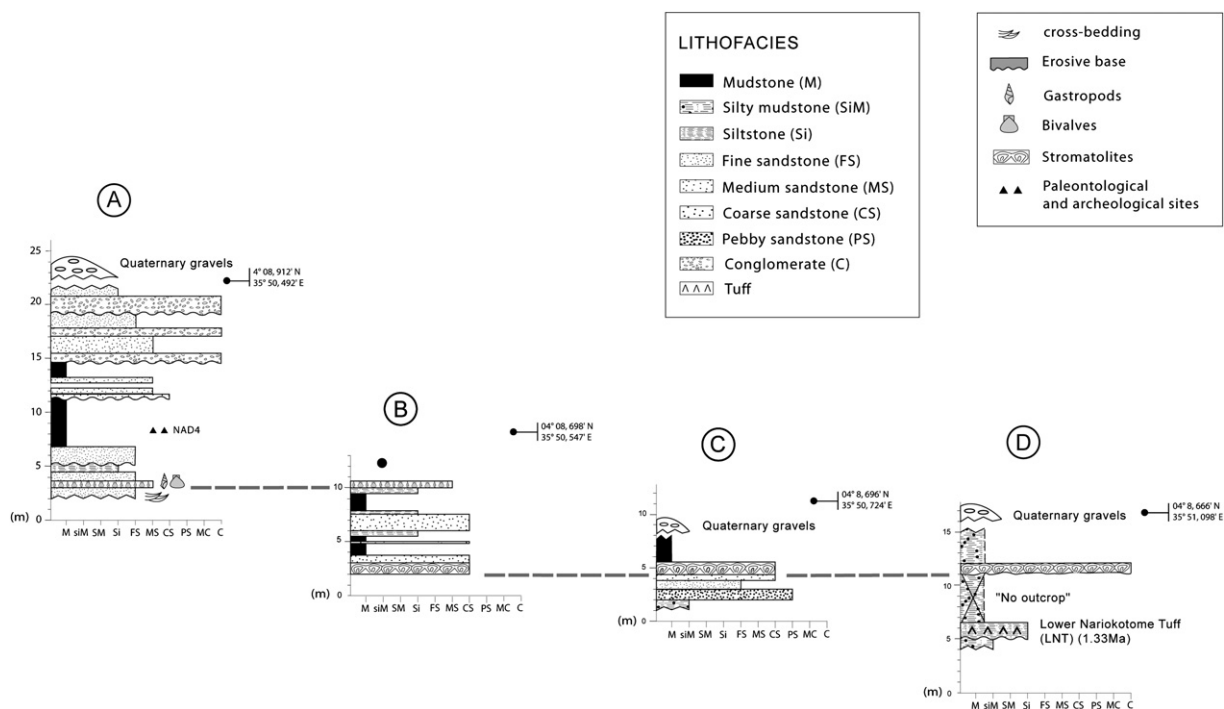 LITHOFACIES
Mudstone (M)
Silty mudstone (SiM)
Siltstone (Si)
Fine sandstone (FS)
Medium sandstone (MS)
Coarse sandstone (CS)
Pebby sandstone (PS)
Conglomerate (C)
Tuff
cross-bedding
Erosive base
Gastropods
Bivalves
Stromatolites
Paleontological
and archeological sites
A
25
20
15
10
5
0
(m)
Quaternary gravels
4° 08, 912' N
35° 50, 492' E
NAD4
M siM SM Si FS MS CS PS MC C
B
04° 08, 698' N
35° 50, 547' E
10
5
0
(m)
M siM SM Si FS MS CS PS MC C
C
04° 8, 696' N
35° 50, 724' E
Quaternary gravels
10
5
0
(m)
M siM SM Si FS MS CS PS MC C
D
04° 8, 666' N
35° 51, 098' E
Quaternary gravels
15
10
5
0
(m)
"No outcrop"
Lower Nariokotome Tuff
(LNT) (1.33Ma)
M siM SM Si FS MS CS PS MC C